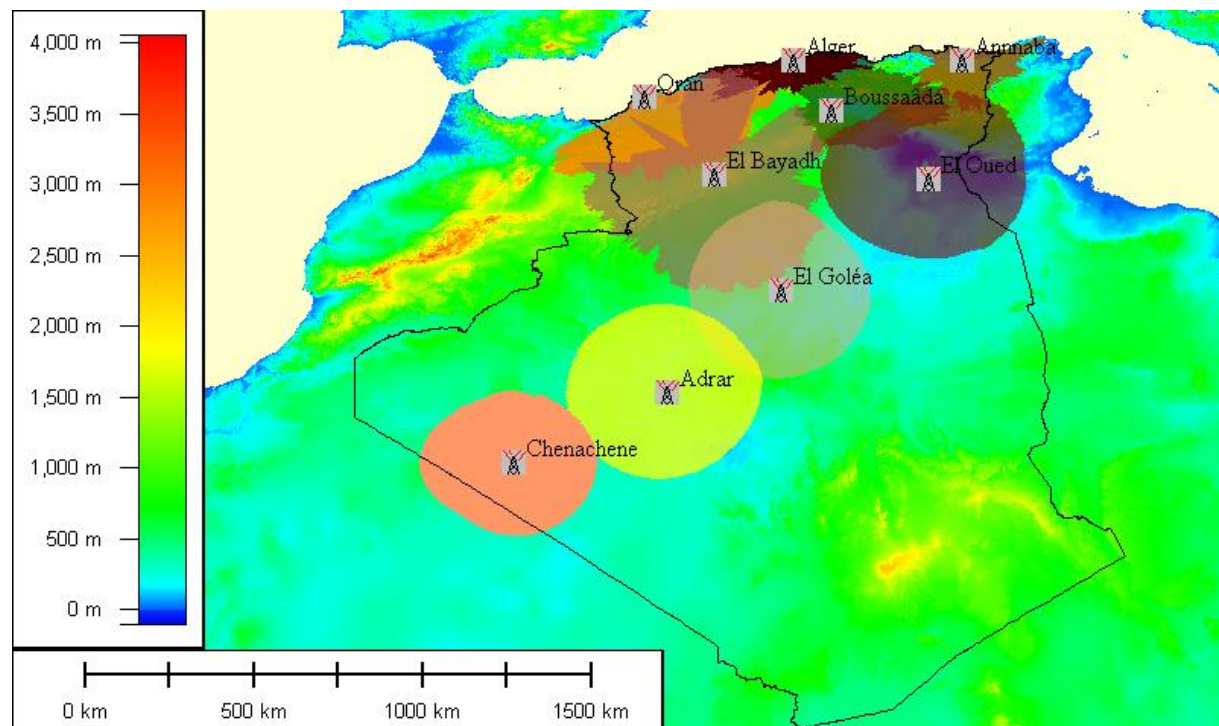 4,000 m
3,500 m
3,000 m
2,500 m
2,000 m
1,500 m
1,000 m
500 m
0 m
Alger
Annnaba
Oran
Boussaâda
El Bayadh
El Oued
El Goléa
Adrar
Chenachene
0 km 500 km 1000 km 1500 km